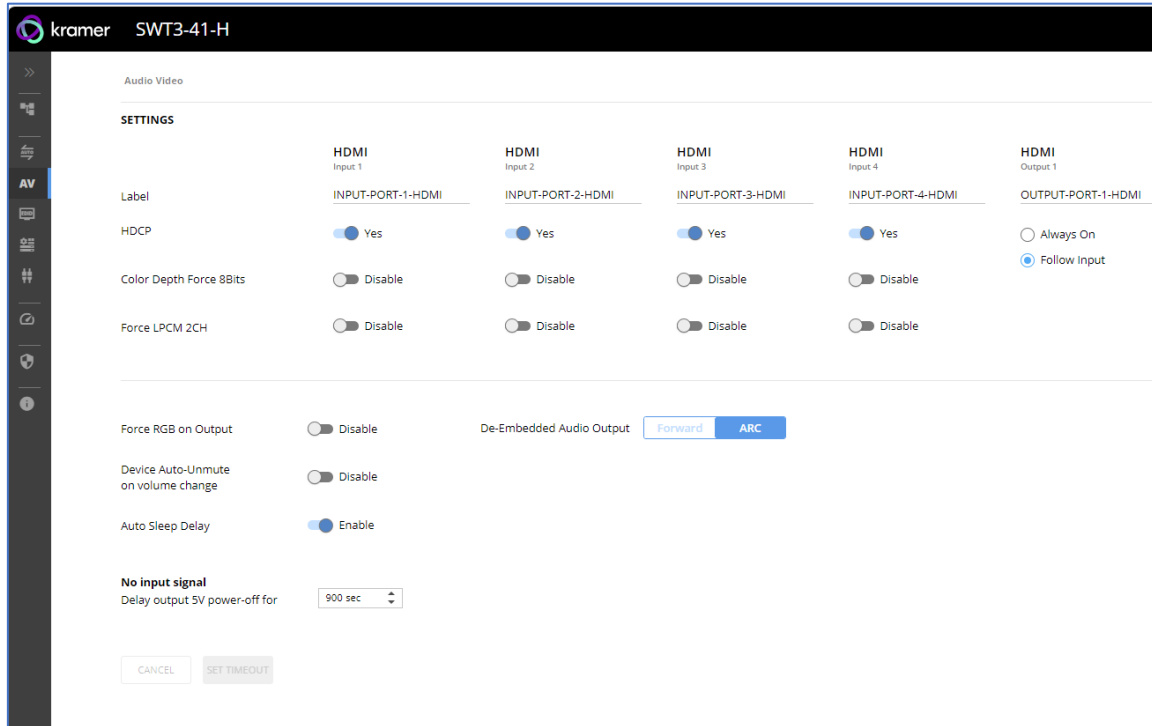 kramer SWT3-41-H
Audio Video
SETTINGS
HDMI HDMI HDMI HDMI HDMI
Input 1 Input 2 Input 3 Input 4 Output 1
Label INPUT-PORT-1-HDMI INPUT-PORT-2-HDMI INPUT-PORT-3-HDMI INPUT-PORT-4-HDMI OUTPUT-PORT-1-HDMI
HDCP Yes Yes Yes Yes Always On
Follow Input
Color Depth Force 8Bits Disable Disable Disable Disable
Force LPCM 2CH Disable Disable Disable Disable
Force RGB on Output Disable De-Embedded Audio Output Forward ARC
Device Auto-Unmute
on volume change Disable
Auto Sleep Delay Enable
No input signal
Delay output 5V power-off for 900 sec
CANCEL SET TIMEOUT
AUTO
AV